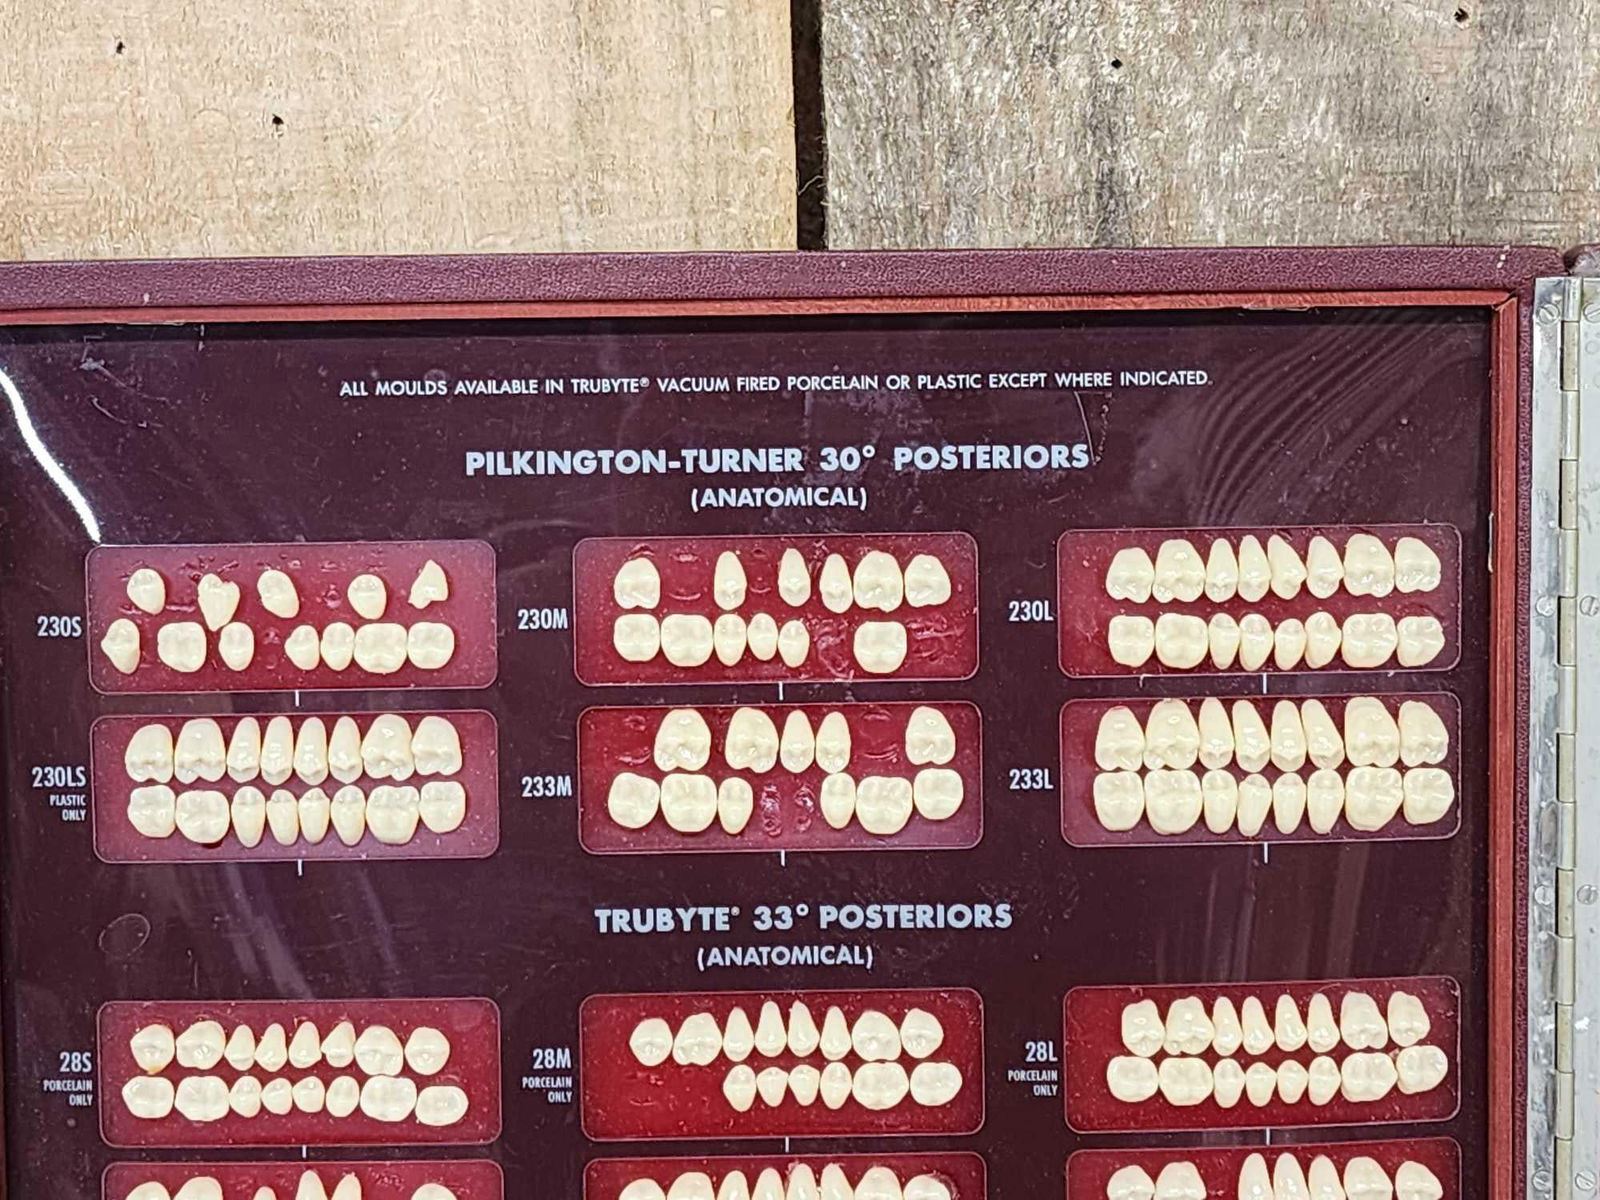 ALL MOULDS AVAILABLE IN TRUBYTE® VACUUM FIRED PORCELAIN OR PLASTIC EXCEPT WHERE INDICATED.
PILKINGTON-TURNER 30° POSTERIORS
(ANATOMICAL)
230S
230M
230L
230LS
PLASTIC
ONLY
233M
233L
TRUBYTE® 33° POSTERIORS
(ANATOMICAL)
28S
PORCELAIN
ONLY
28M
PORCELAIN
ONLY
28L
PORCELAIN
ONLY